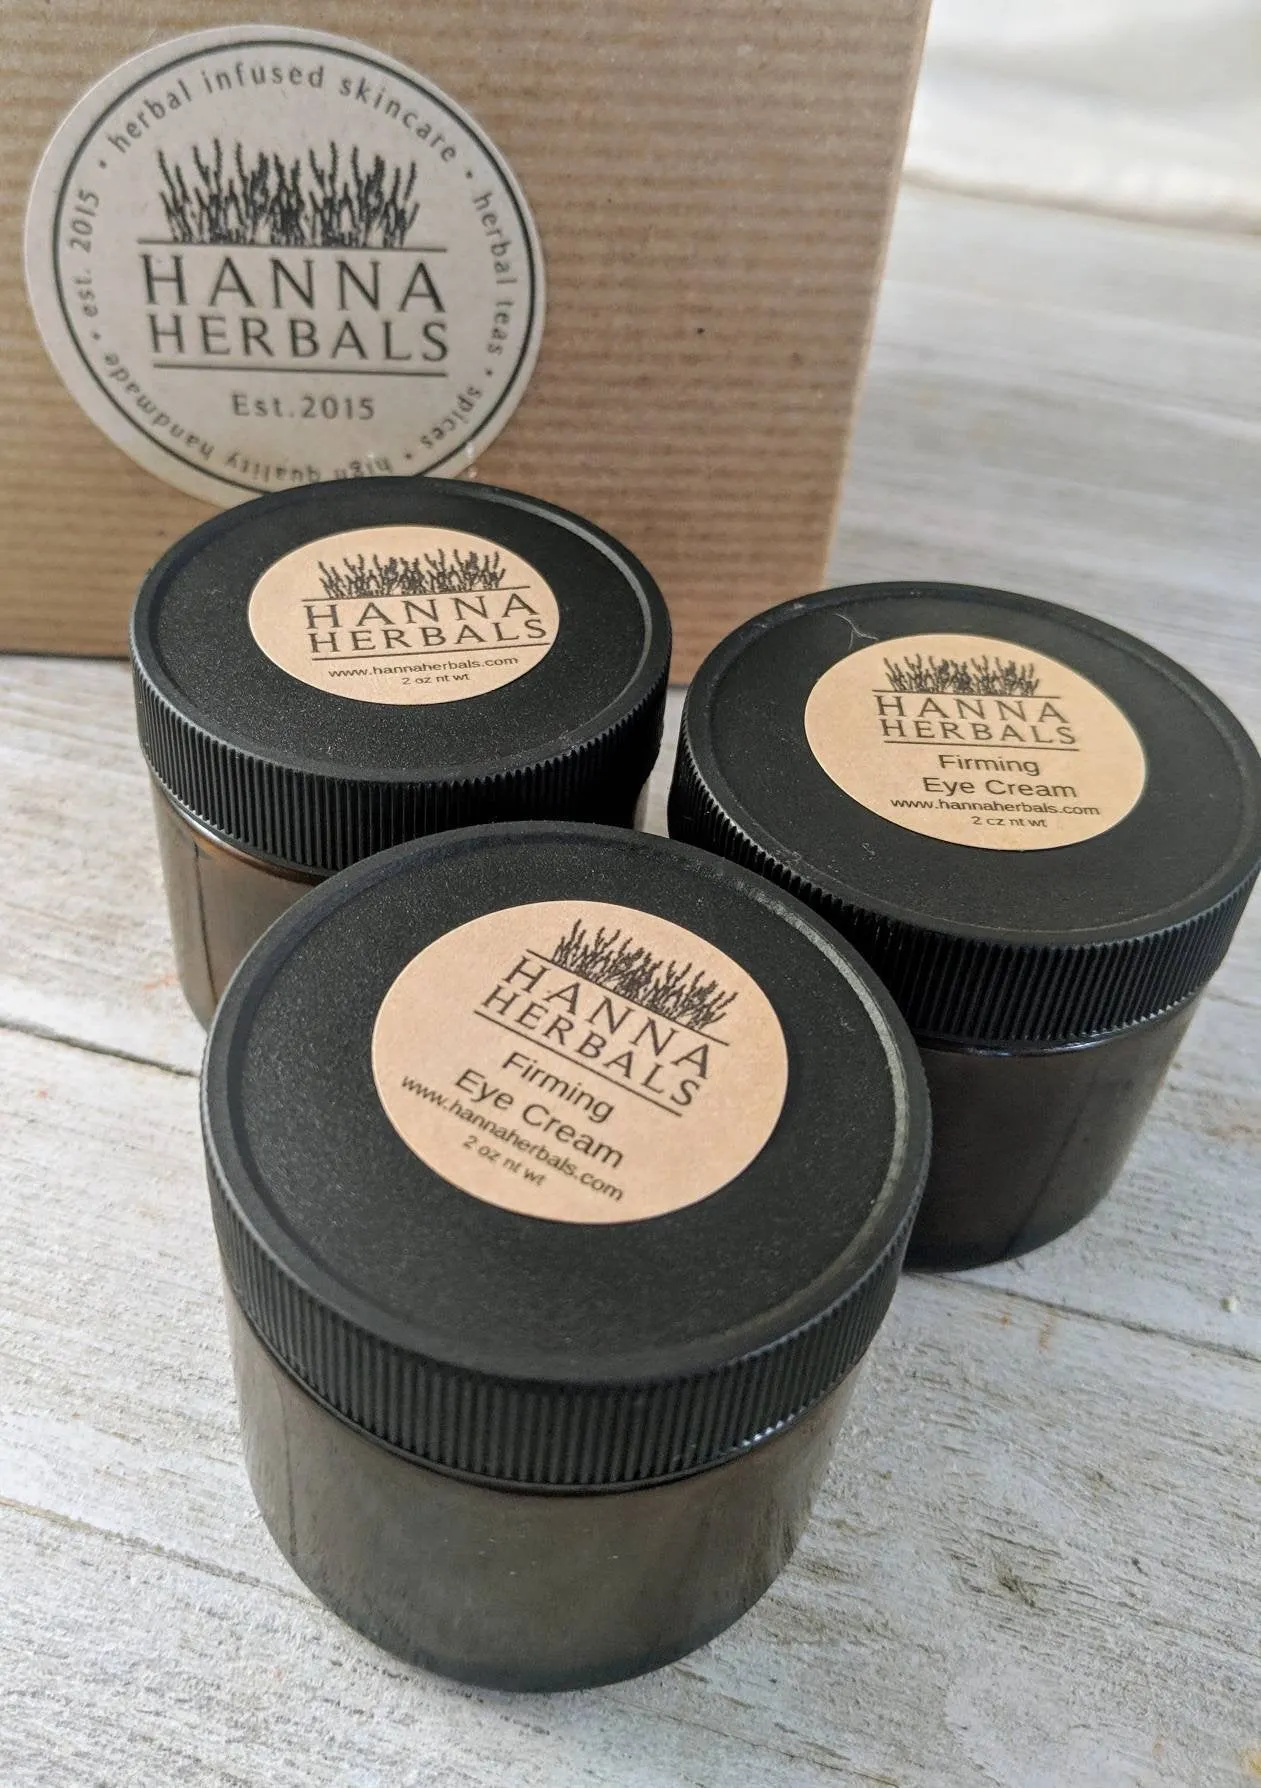 herbal infused skincare • herbal teas • spices • high quality handmade • est. 2015 •
HANNA
HERBALS
Est.2015
HANNA
HERBALS
www.hannaherbals.com
2 oz nt wt
HANNA
HERBALS
Firming
Eye Cream
www.hannaherbals.com
2 oz nt wt
HANNA
HERBALS
Firming
Eye Cream
www.hannaherbals.com
2 oz nt wt